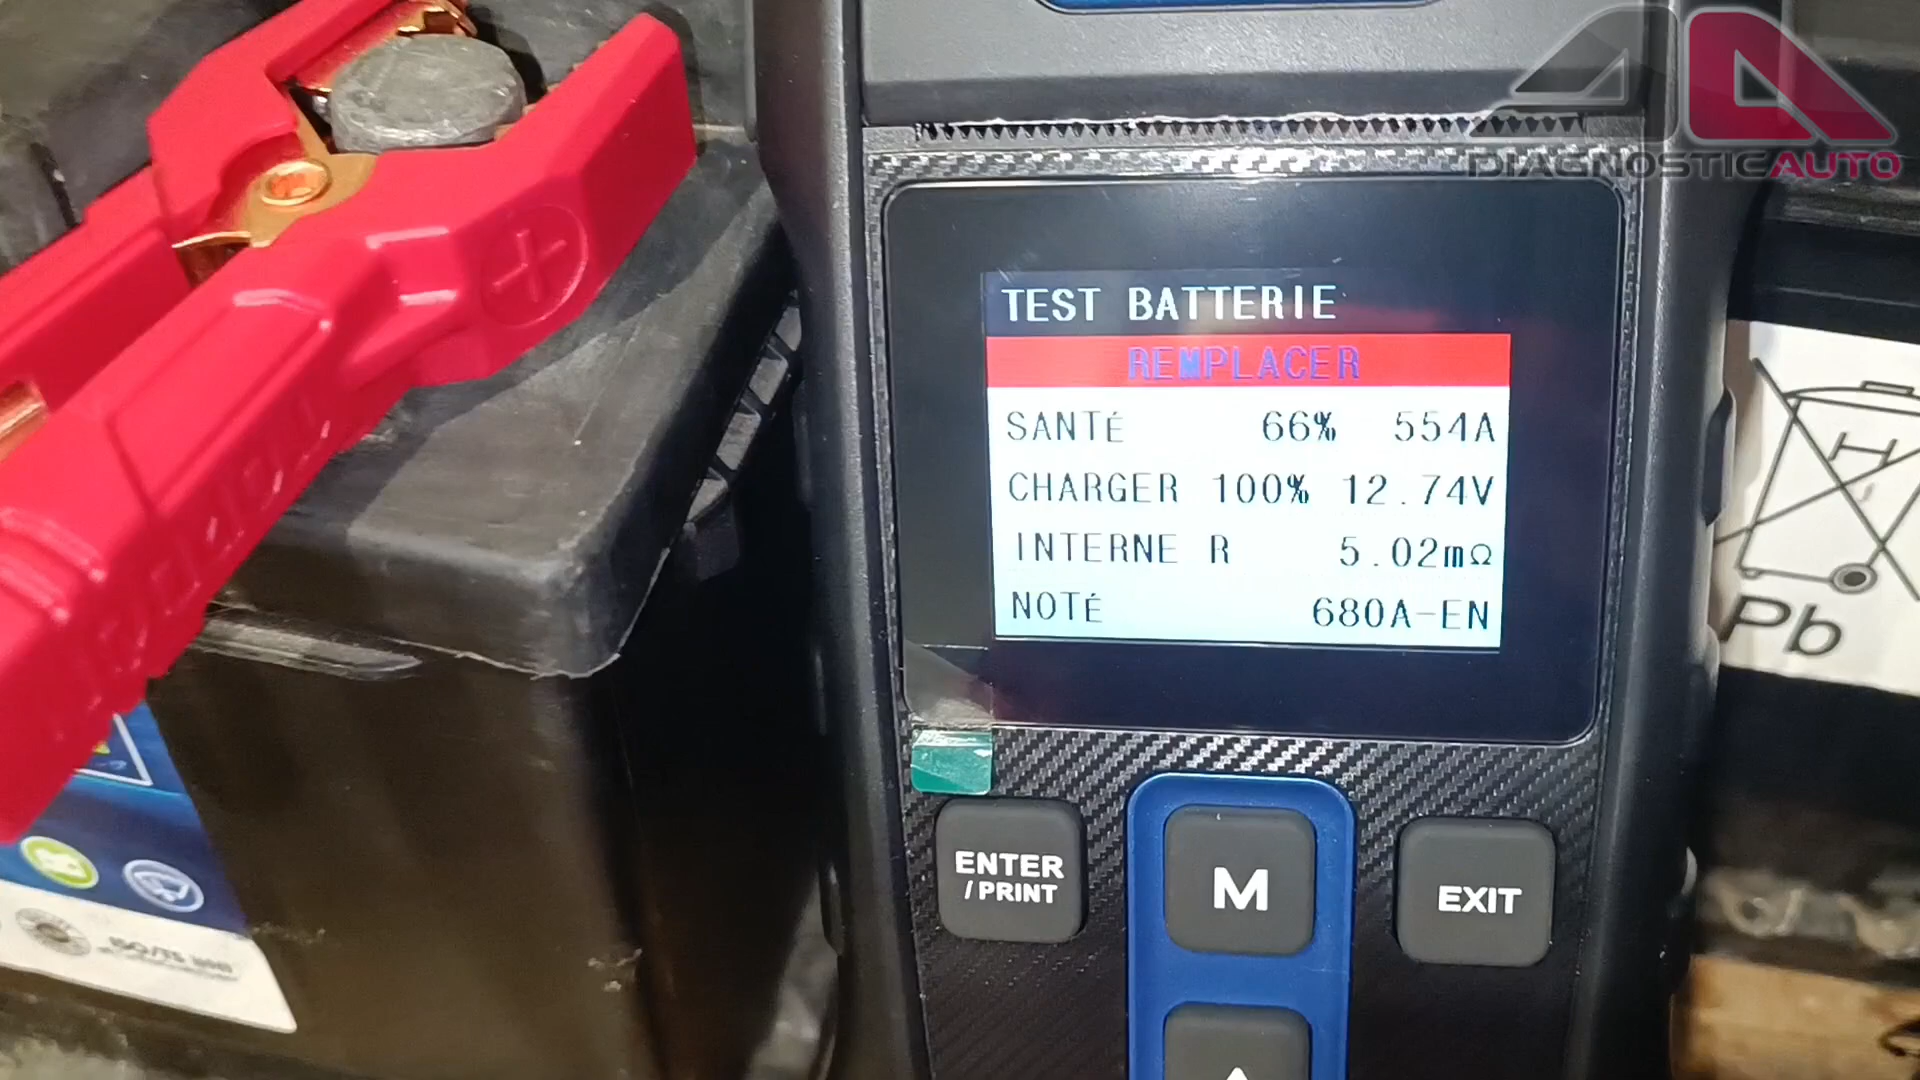 DIAGNOSTICAUTO
TEST BATTERIE
REMPLACER
SANTÉ 66% 554A
CHARGER 100% 12.74V
INTERNE R 5.02mΩ
NOTÉ 680A-EN
Pb
ENTER
/PRINT
M
EXIT